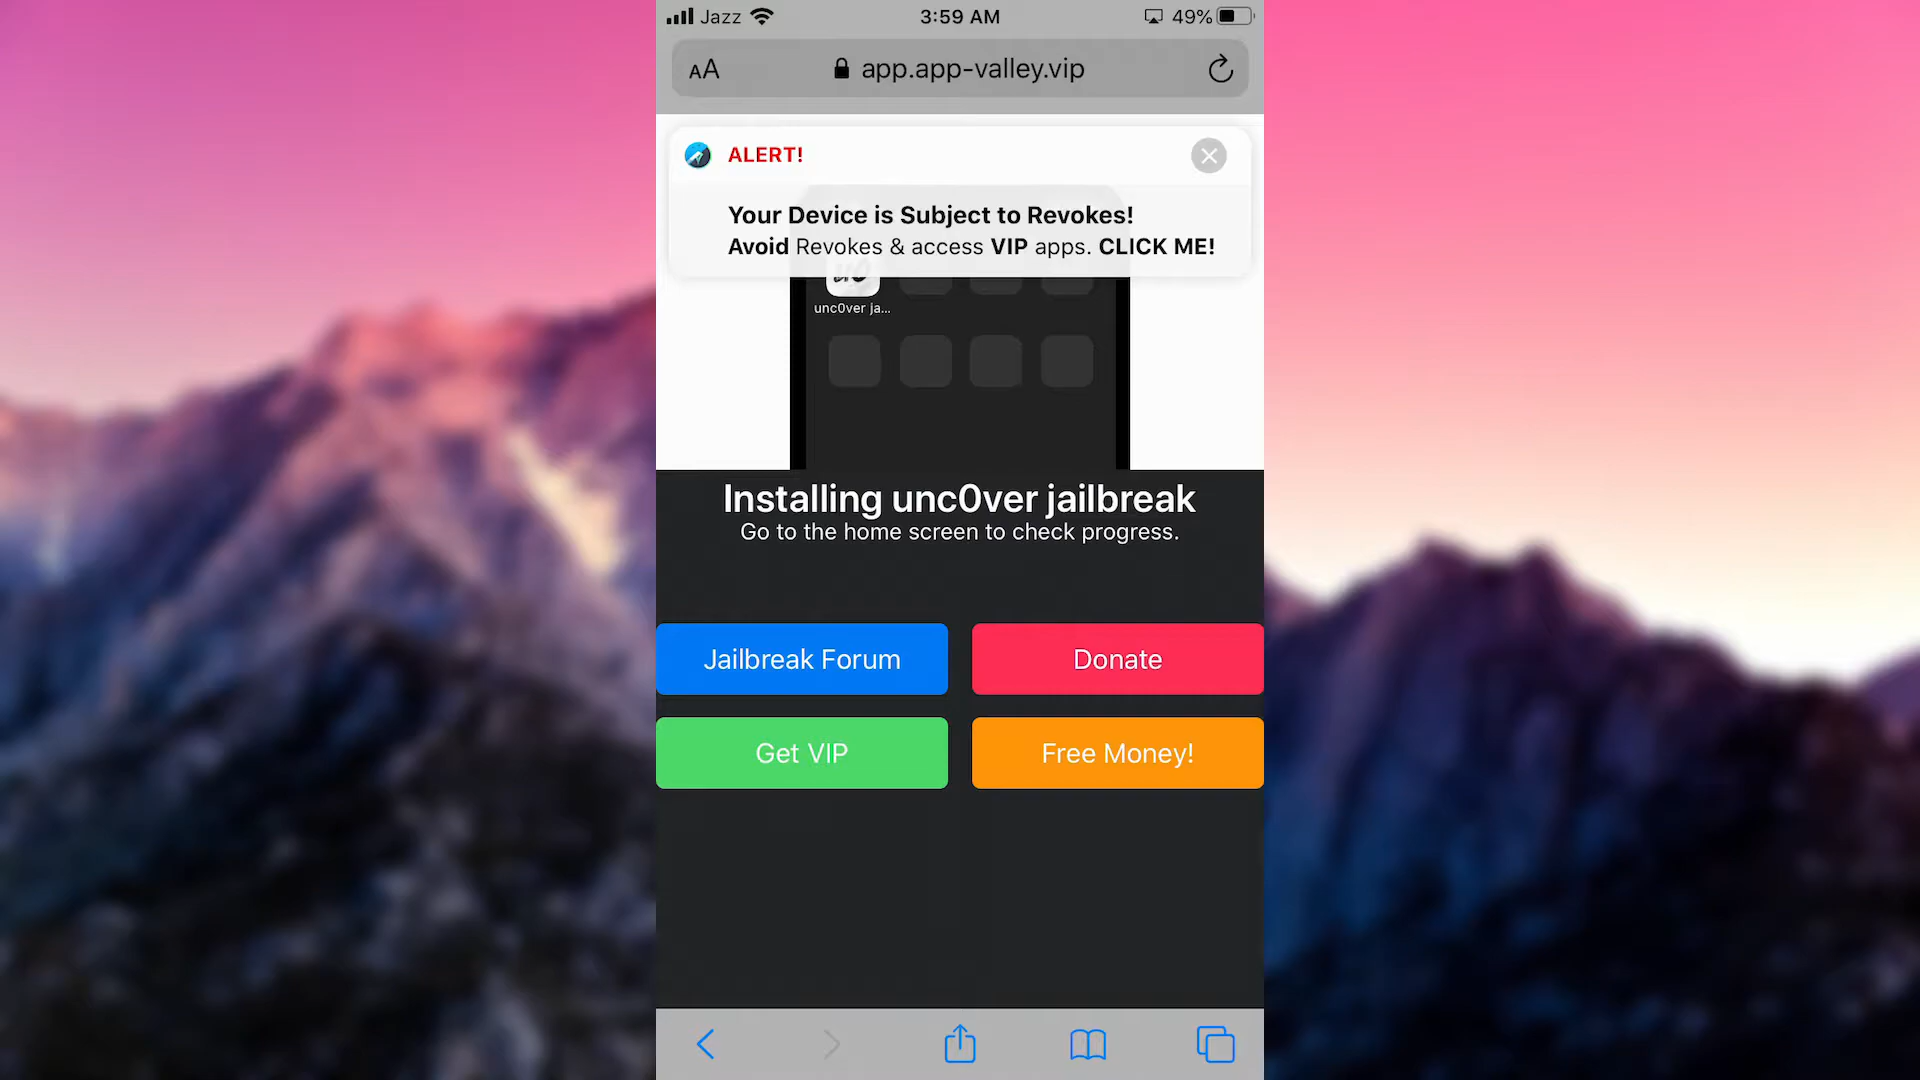 Jazz
3:59 AM
49%
AA
app.app-valley.vip
ALERT!
Your Device is Subject to Revokes!
Avoid Revokes & access VIP apps. CLICK ME!
unc0ver ja...
Installing unc0ver jailbreak
Go to the home screen to check progress.
Jailbreak Forum
Donate
Get VIP
Free Money!